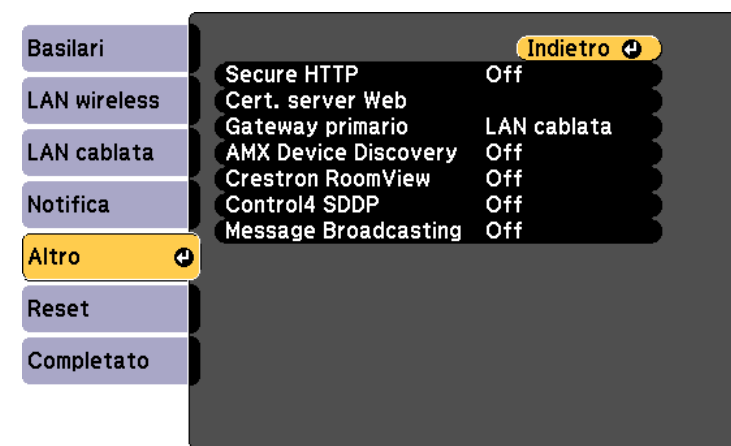 Basilari
LAN wireless
LAN cablata
Notifica
Altro
Reset
Completato
Indietro
Secure HTTP Off
Cert. server Web
Gateway primario LAN cablata
AMX Device Discovery Off
Crestron RoomView Off
Control4 SDDP Off
Message Broadcasting Off